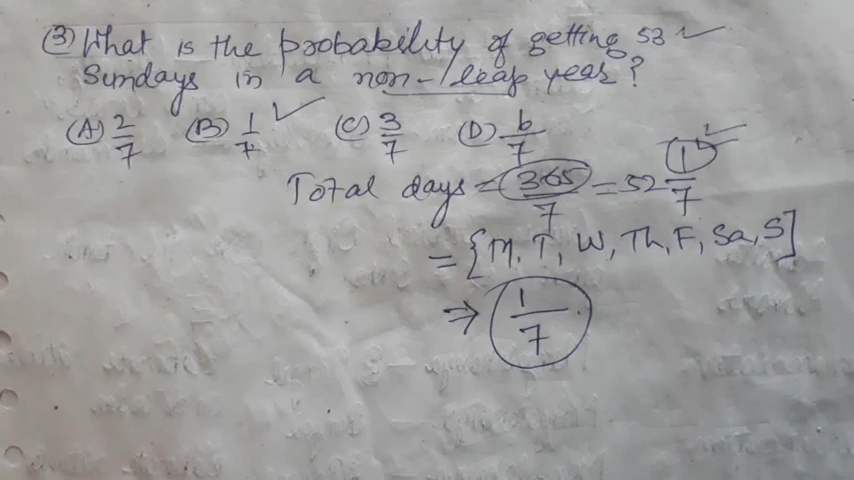 (3) What is the probability of getting 53
Sundays in a non-leap year?
(A) 2/7 (B) 1/7 (C) 3/7 (D) 6/7
Total days = 365/7 = 52 1/7
= {M, T, W, Th, F, Sa, S}
⇒ 1/7